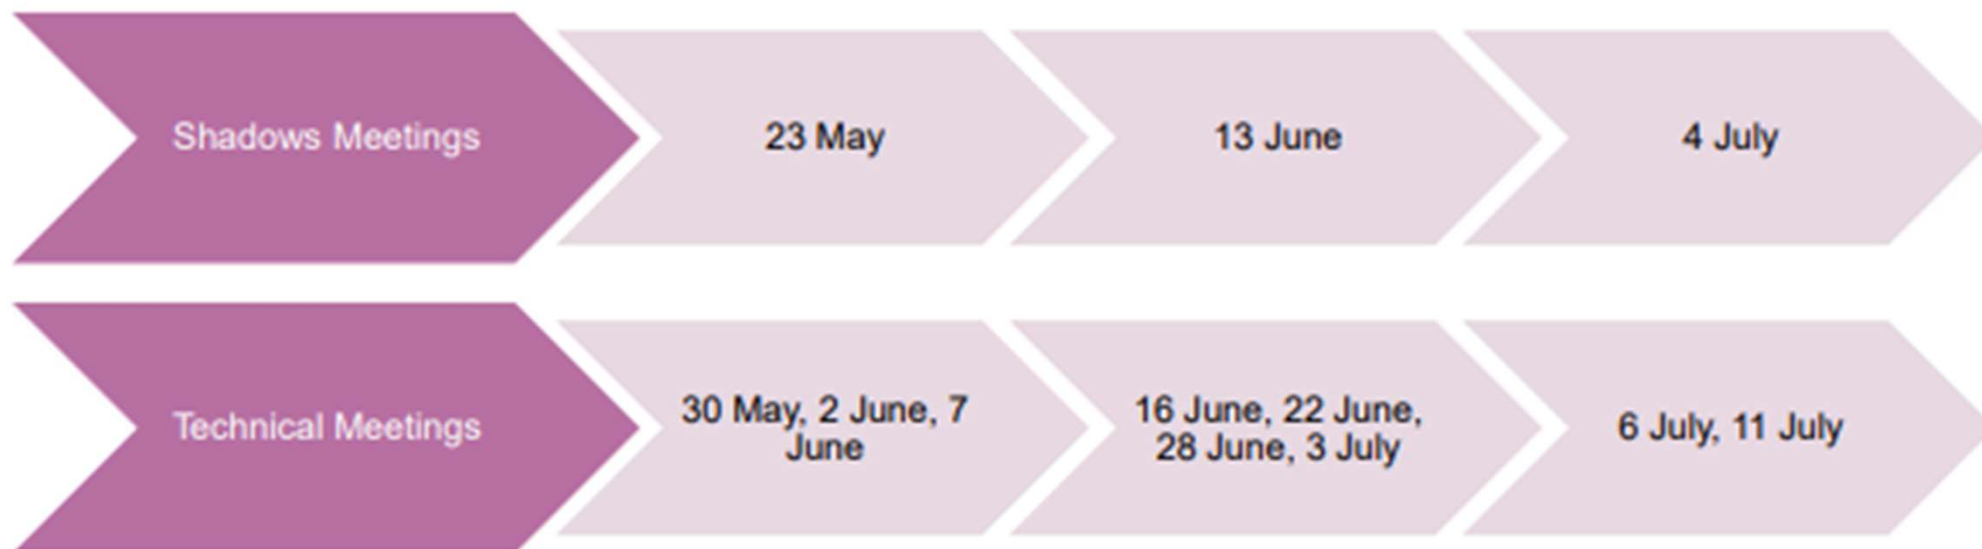 Shadows Meetings
23 May
13 June
4 July
Technical Meetings
30 May, 2 June, 7
June
16 June, 22 June,
28 June, 3 July
6 July, 11 July